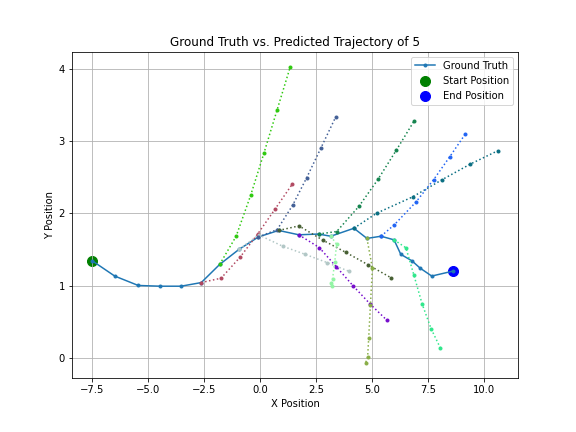 Ground Truth vs. Predicted Trajectory of 5
Ground Truth
Start Position
End Position
Y Position
4
3
2
1
0
−7.5 −5.0 −2.5 0.0 2.5 5.0 7.5 10.0
X Position